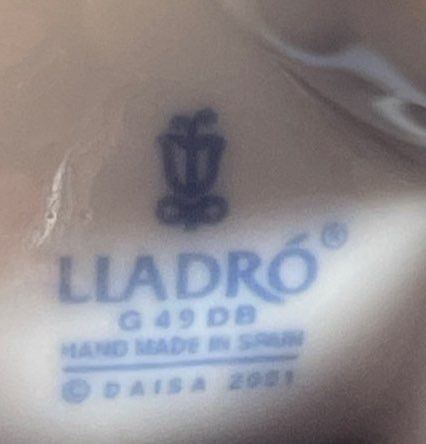 LLADRÓ®
G 49 DB
HAND MADE IN SPAIN
© DAISA 2001